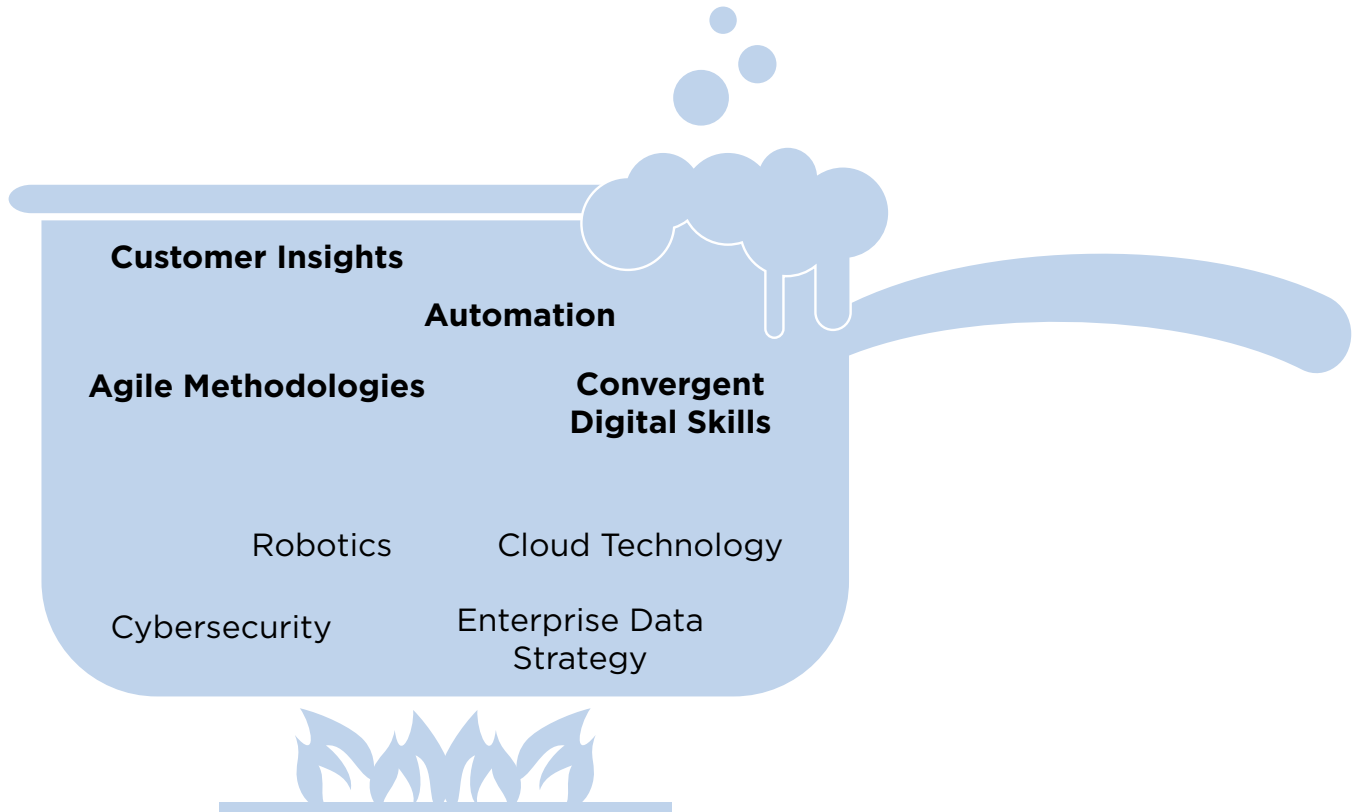 Customer Insights
Automation
Agile Methodologies
Convergent
Digital Skills
Robotics
Cloud Technology
Cybersecurity
Enterprise Data
Strategy